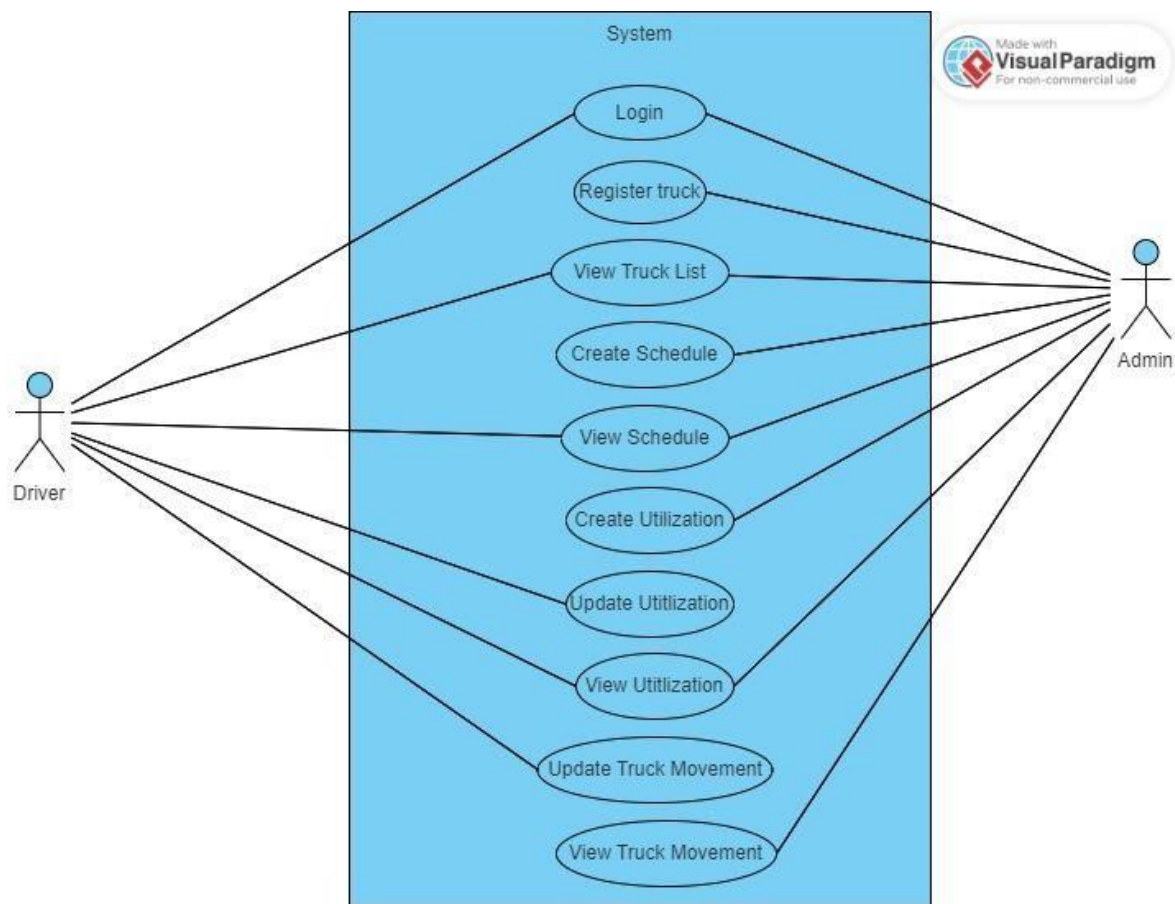 System
Made with
Visual Paradigm
For non-commercial use
Login
Register truck
View Truck List
Create Schedule
Admin
View Schedule
Driver
Create Utilization
Update Utitlization
View Utitlization
Update Truck Movement
View Truck Movement